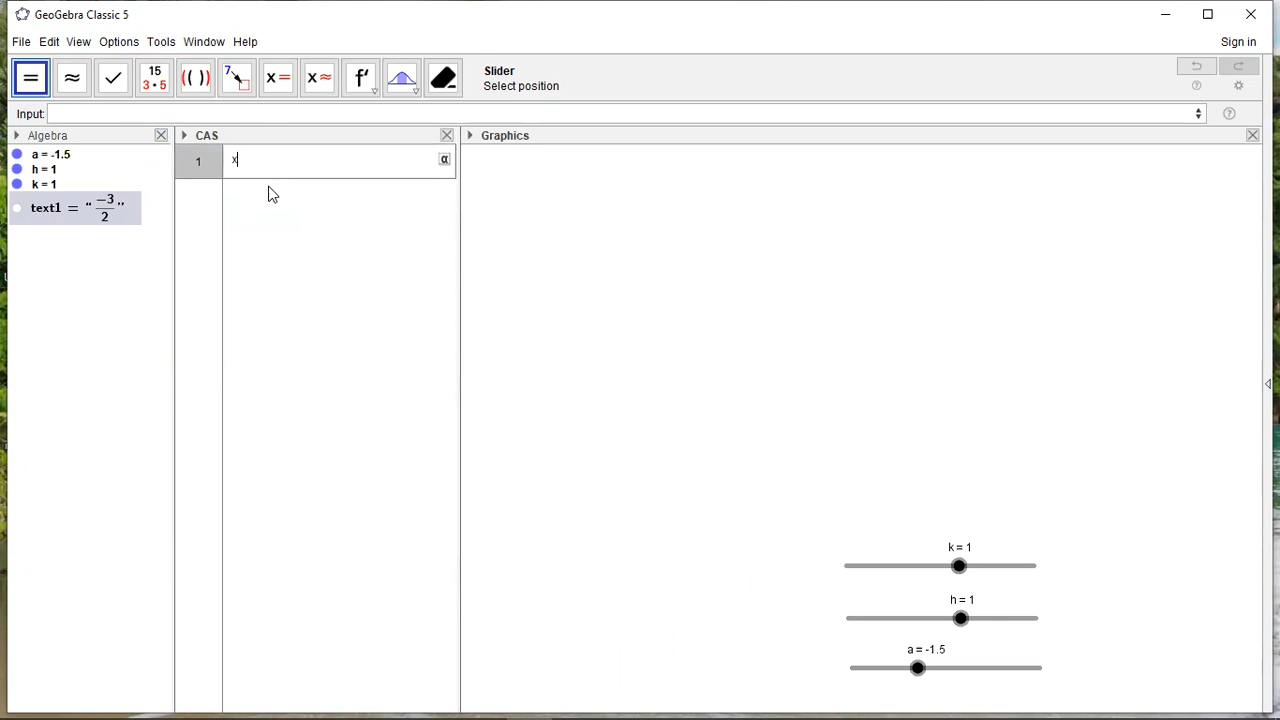 GeoGebra Classic 5
File Edit View Options Tools Window Help
Sign in
=
≈
✓
15
3•5
(( ))
7
x =
x ≈
f'
Slider
Select position
Input:
Algebra
CAS
Graphics
a = -1.5
h = 1
k = 1
text1 = “ -3/2 ”
1
x
α
k = 1
h = 1
a = -1.5